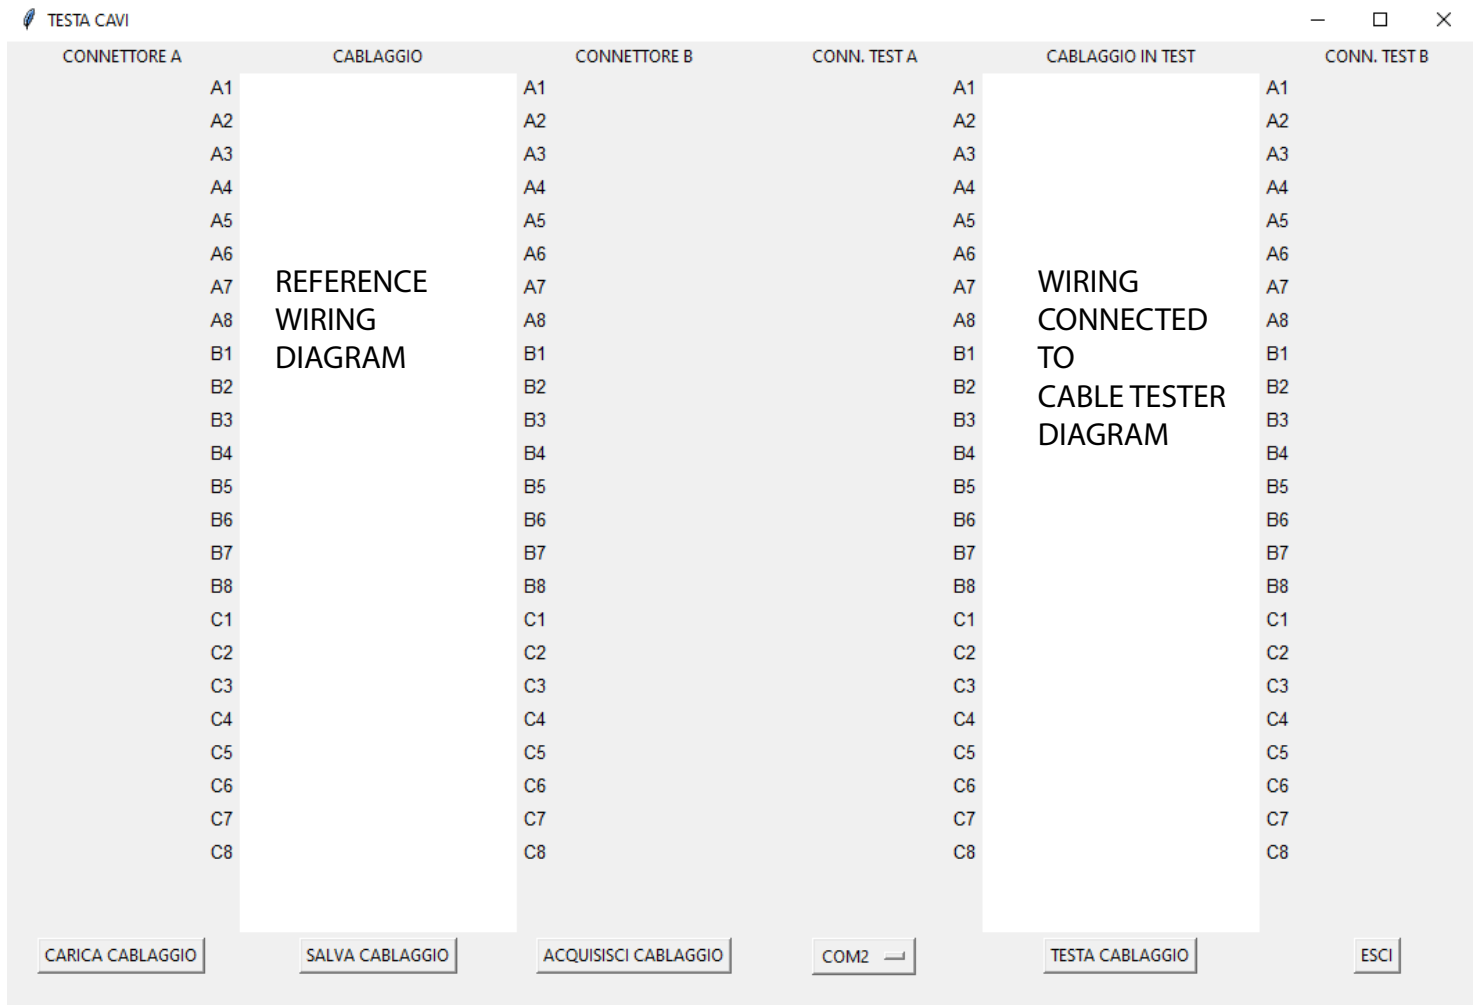 TESTA CAVI
CONNETTORE A CABLAGGIO CONNETTORE B CONN. TEST A CABLAGGIO IN TEST CONN. TEST B
A1 A1 A1 A1
A2 A2 A2 A2
A3 A3 A3 A3
A4 A4 A4 A4
A5 A5 A5 A5
A6 A6 A6 A6
REFERENCE WIRING
A7 A7 A7 A7
WIRING CONNECTED
A8 A8 A8 A8
DIAGRAM TO
B1 B1 B1 B1
B2 B2 B2 B2
CABLE TESTER
B3 B3 B3 B3
DIAGRAM
B4 B4 B4 B4
B5 B5 B5 B5
B6 B6 B6 B6
B7 B7 B7 B7
B8 B8 B8 B8
C1 C1 C1 C1
C2 C2 C2 C2
C3 C3 C3 C3
C4 C4 C4 C4
C5 C5 C5 C5
C6 C6 C6 C6
C7 C7 C7 C7
C8 C8 C8 C8
CARICA CABLAGGIO SALVA CABLAGGIO ACQUISISCI CABLAGGIO COM2 TESTA CABLAGGIO ESCI